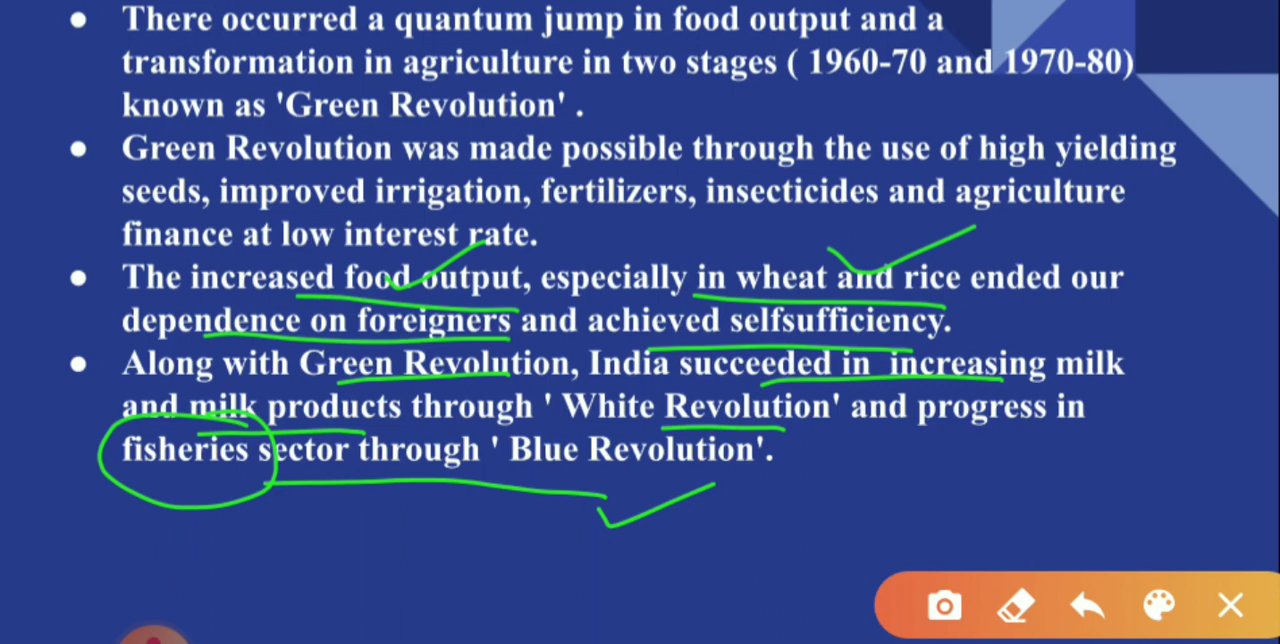 ● There occurred a quantum jump in food output and a
transformation in agriculture in two stages ( 1960-70 and 1970-80)
known as 'Green Revolution' .
● Green Revolution was made possible through the use of high yielding
seeds, improved irrigation, fertilizers, insecticides and agriculture
finance at low interest rate.
● The increased food output, especially in wheat and rice ended our
dependence on foreigners and achieved selfsufficiency.
● Along with Green Revolution, India succeeded in increasing milk
and milk products through ' White Revolution' and progress in
fisheries sector through ' Blue Revolution'.